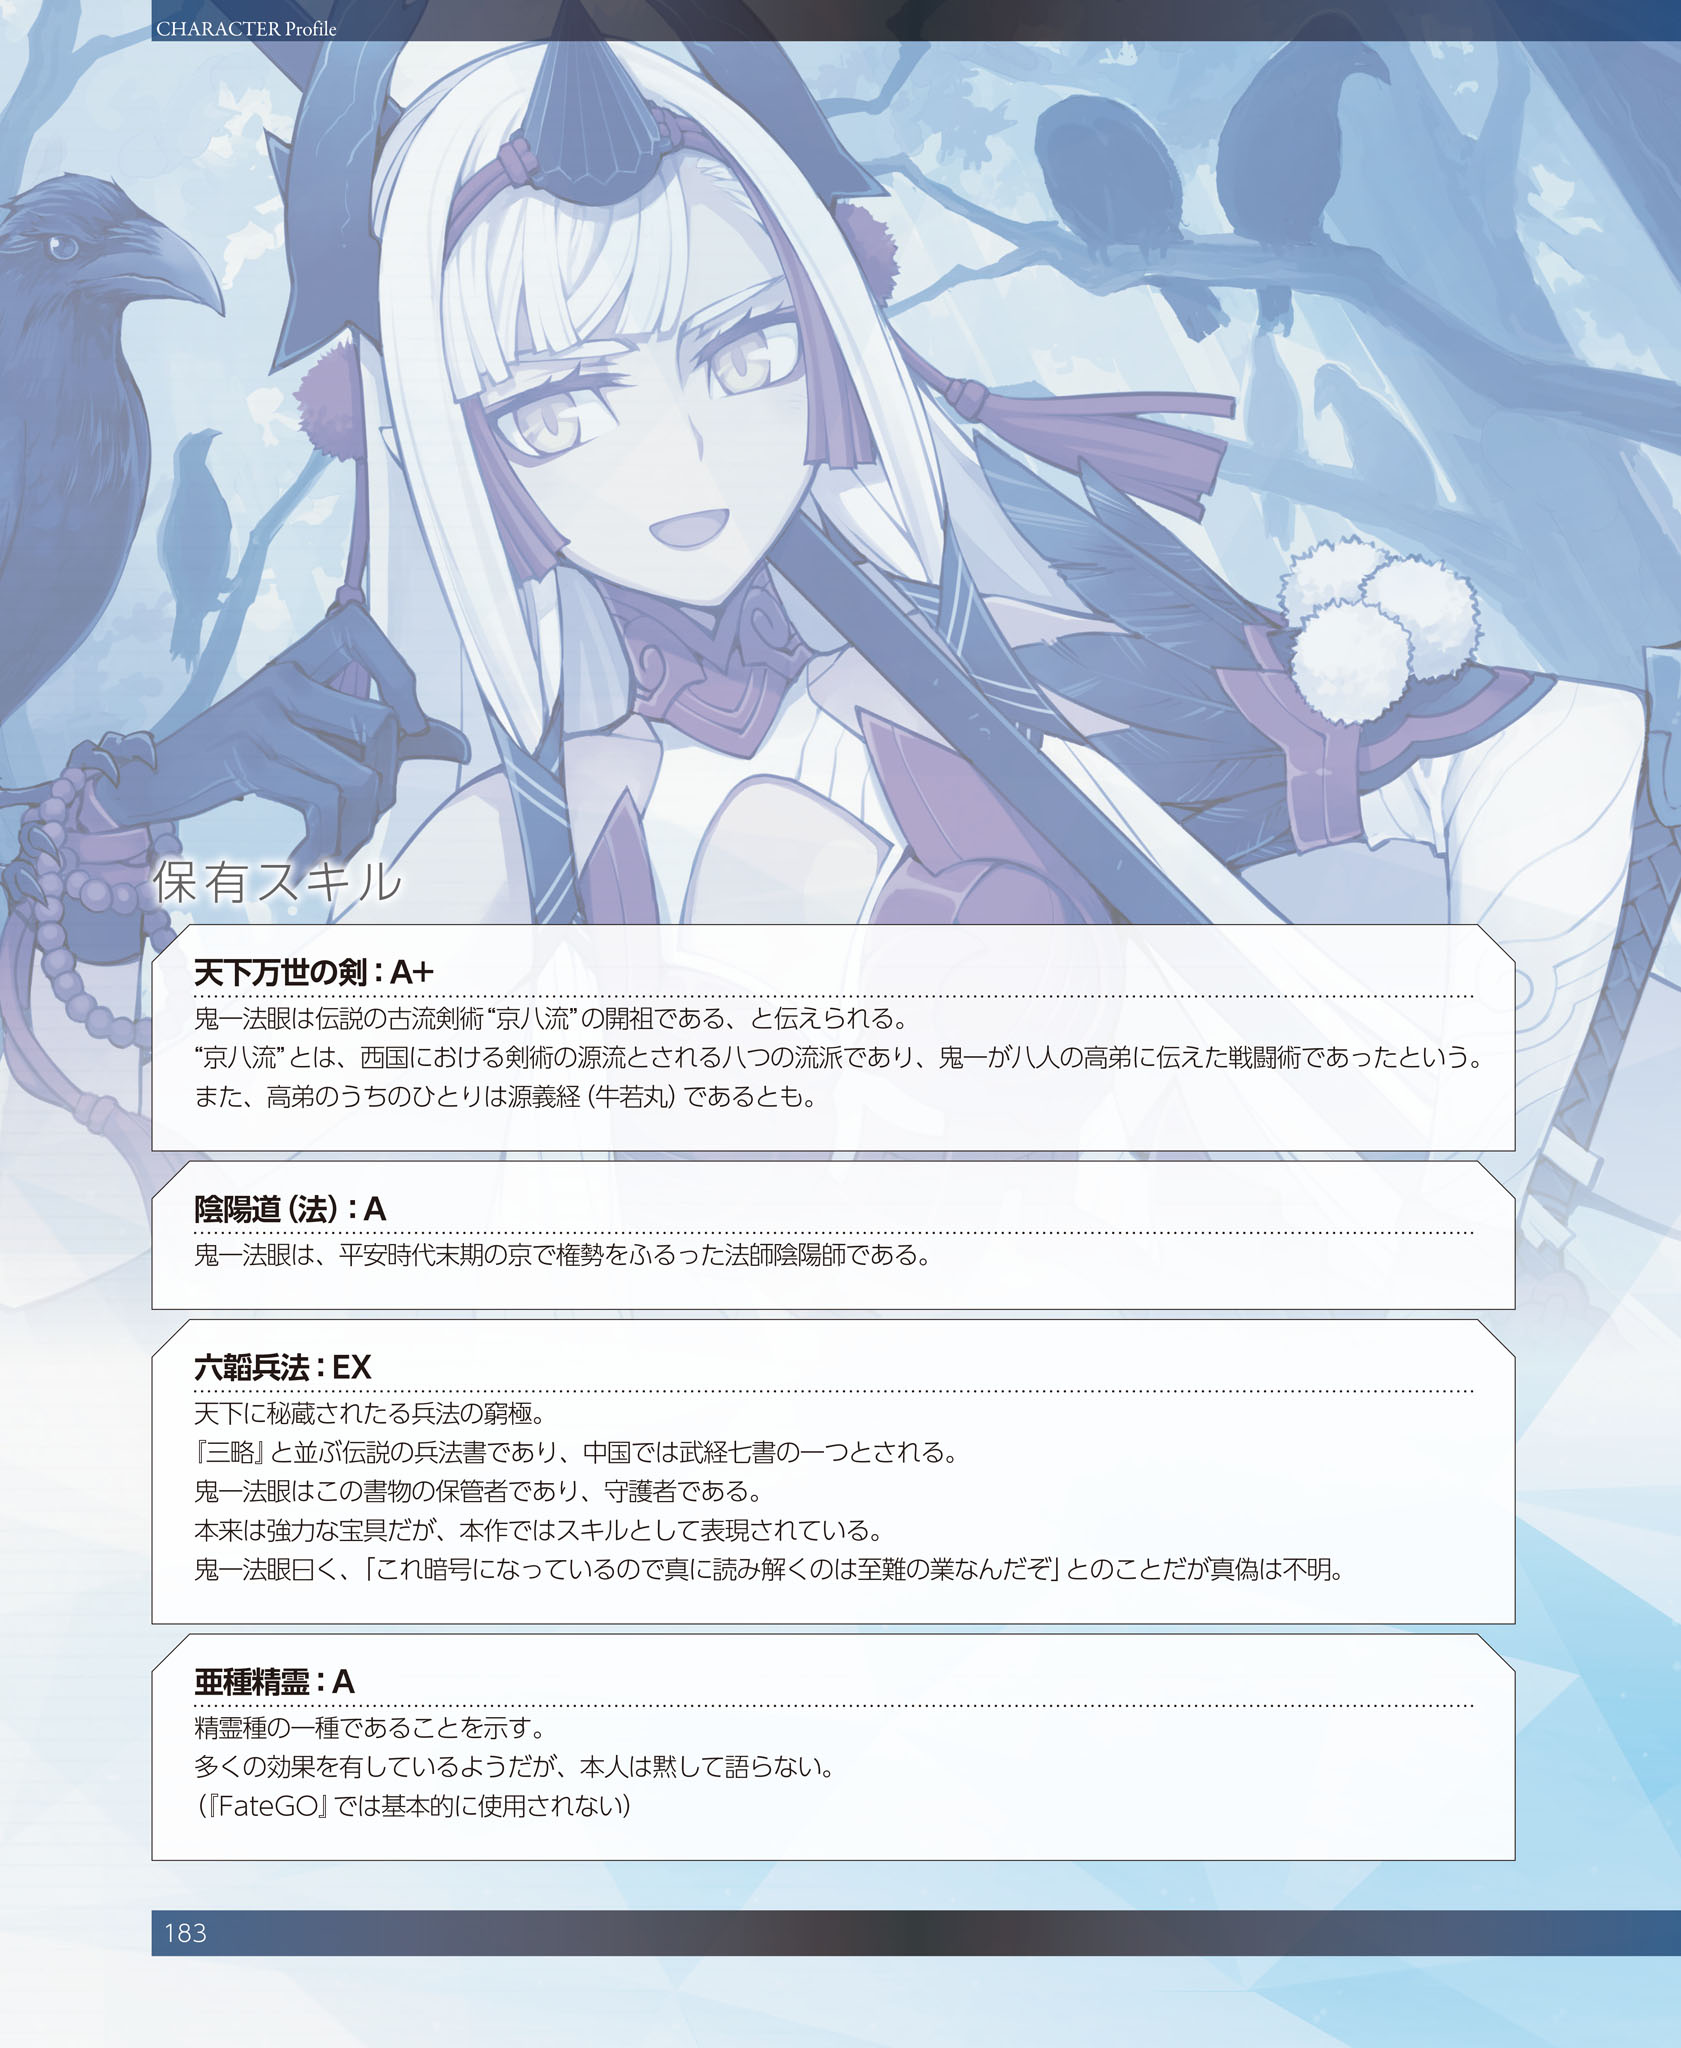 CHARACTER Profile
保有スキル
天下万世の剣：A+
鬼一法眼は伝説の古流剣術“京八流”の開祖である、と伝えられる。
“京八流”とは、西国における剣術の源流とされる八つの流派であり、鬼一が八人の高弟に伝えた戦闘術であったという。
また、高弟のうちのひとりは源義経（牛若丸）であるとも。
陰陽道（法）：A
鬼一法眼は、平安時代末期の京で権勢をふるった法師陰陽師である。
六韜兵法：EX
天下に秘蔵されたる兵法の窮極。
『三略』と並ぶ伝説の兵法書であり、中国では武経七書の一つとされる。
鬼一法眼はこの書物の保管者であり、守護者である。
本来は強力な宝具だが、本作ではスキルとして表現されている。
鬼一法眼曰く、「これ暗号になっているので真に読み解くのは至難の業なんだぞ」とのことだが真偽は不明。
亜種精霊：A
精霊種の一種であることを示す。
多くの効果を有しているようだが、本人は黙して語らない。
（『FateGO』では基本的に使用されない）
183